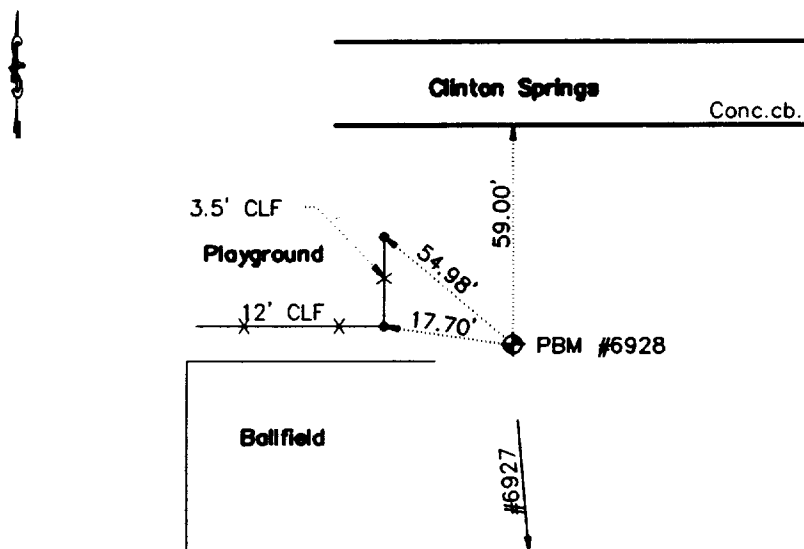 Clinton Springs
Conc.cb.
59.00'
3.5' CLF
Playground
54.98'
12' CLF
17.70'
PBM #6928
Ballfield
#6927